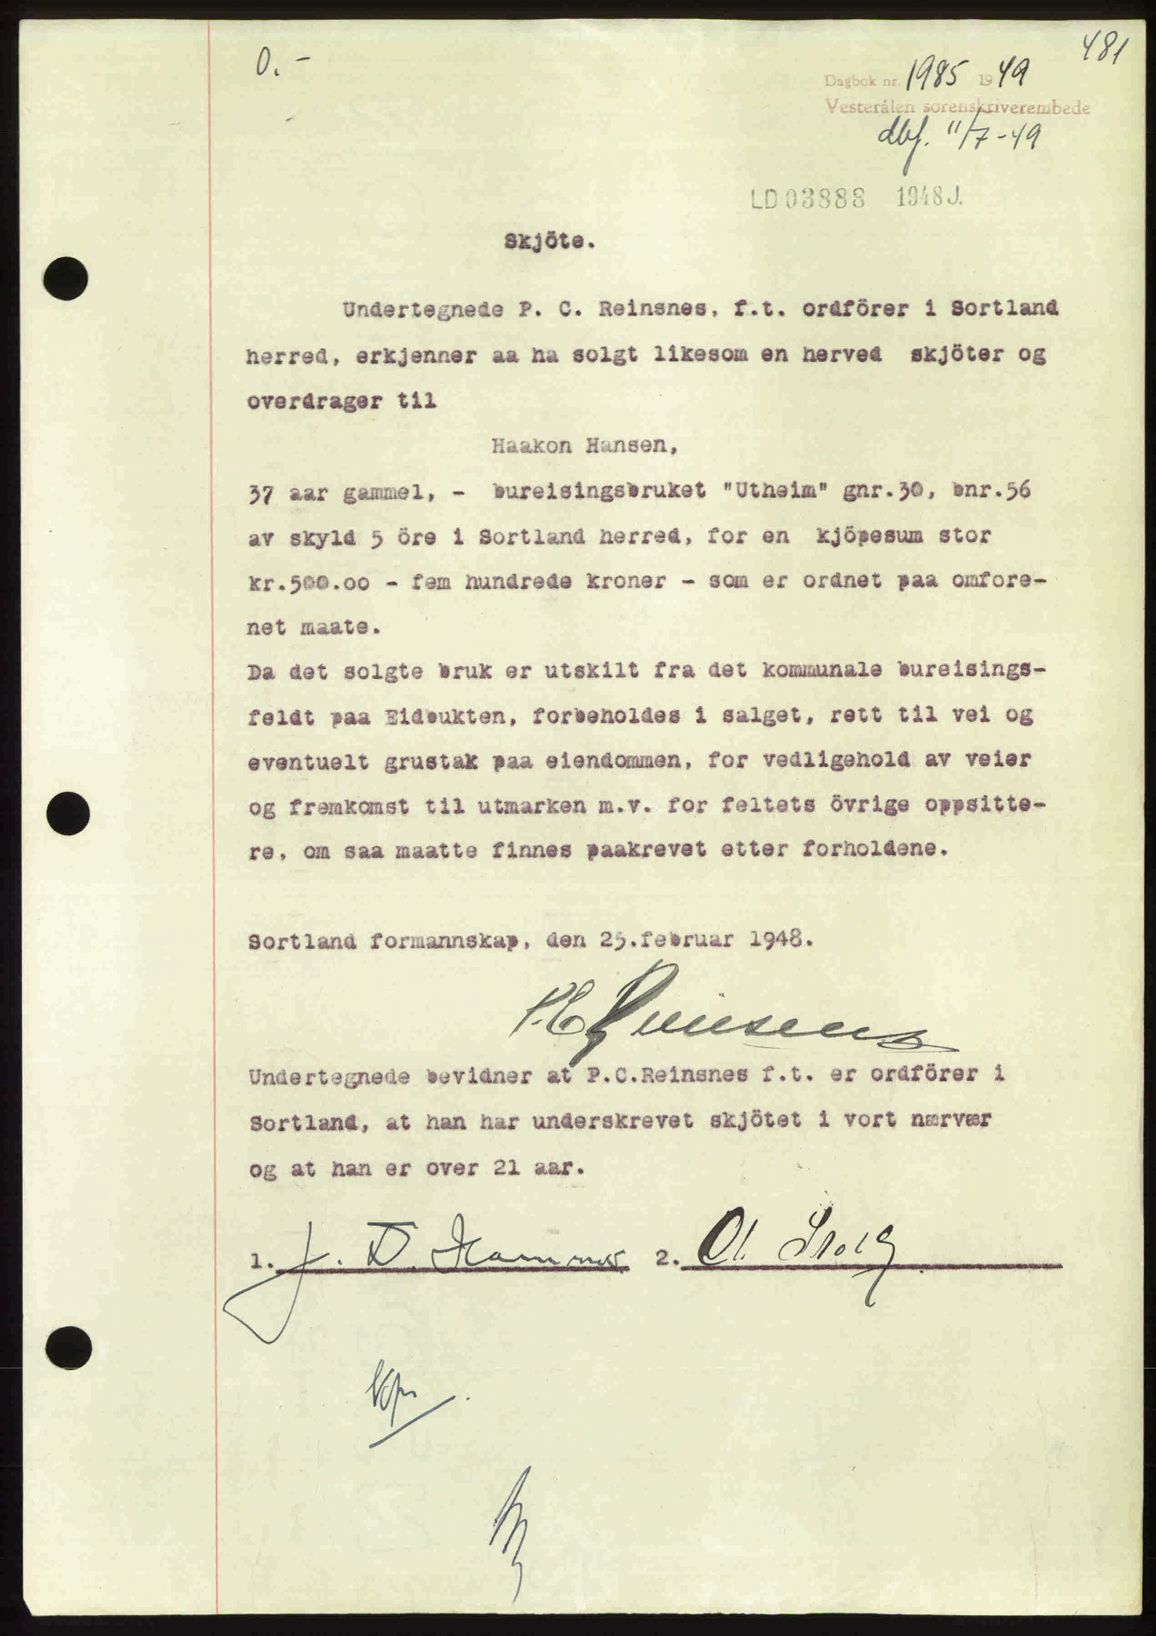 481
0.-
Dagbok nr. 1985 1949
Vesterålen sorenskriverembede
dbf. 11/7-49
LD03888 1948J.
Skjöte.
Undertegnede P. C. Reinsnes, f.t. ordförer i Sortland
herred, erkjenner aa ha solgt likesom en herved skjöter og
overdrager til
Haakon Hansen,
37 aar gammel, - bureisingsbruket "Utheim" gnr.30, bnr.56
av skyld 5 öre i Sortland herred, for en kjöpesum stor
kr.500.00 - fem hundrede kroner - som er ordnet paa omfore-
net maate.
Da det solgte bruk er utskilt fra det kommunale bureisings-
feldt paa Eidbukten, forbeholdes i salget, rett til vei og
eventuelt grustak paa eiendommen, for vedligehold av veier
og fremkomst til utmarken m.v. for feltets övrige oppsitte-
re, om saa maatte finnes paakrevet etter forholdene.
Sortland formannskap, den 25.februar 1948.
P.C. Reinsnes
Undertegnede bevidner at P.C.Reinsnes f.t. er ordförer i
Sortland, at han har underskrevet skjötet i vort nærvær
og at han er over 21 aar.
1. J. D. Hammer 2. Ol.